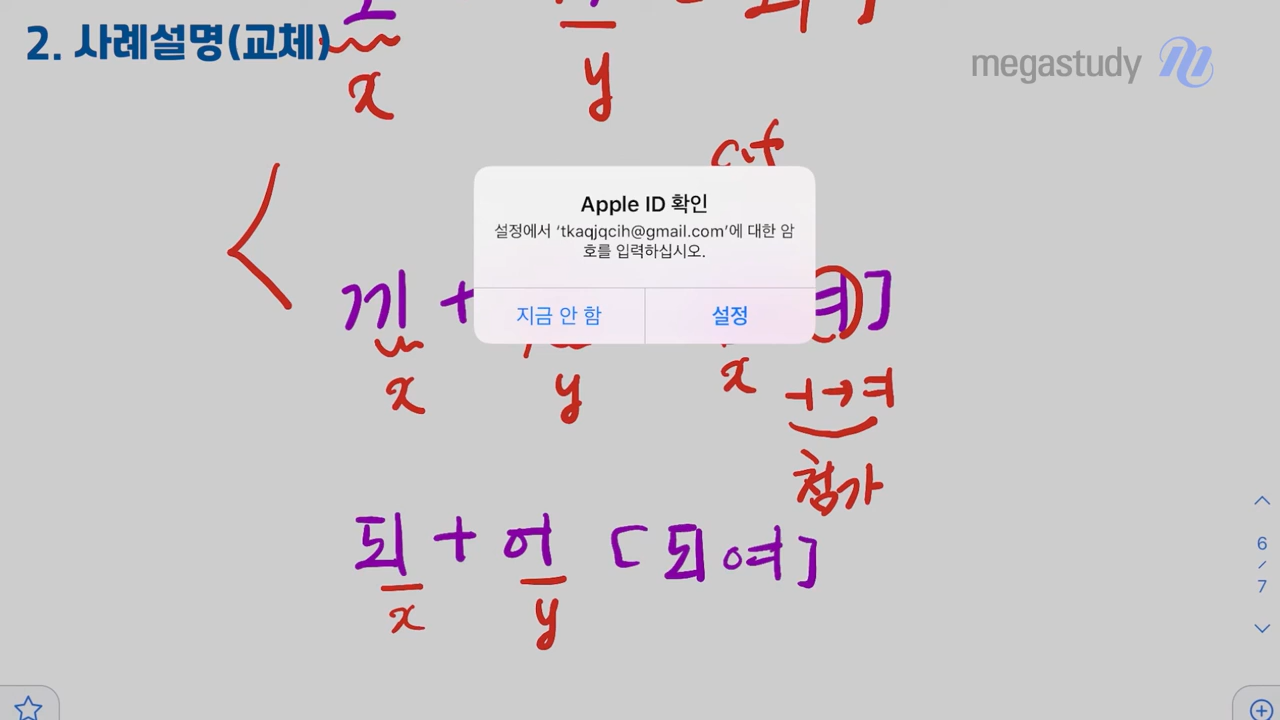 2. 사례설명(교체)
megastudy
x
y
cf
Apple ID 확인
설정에서 ‘tkaqjqcih@gmail.com’에 대한 암
호를 입력하십시오.
지금 안 함
설정
끼 +
ㅕ]
x
y
x
ㅓ→ㅕ
첨가
되 + 어 [되여]
x
y
6
/
7